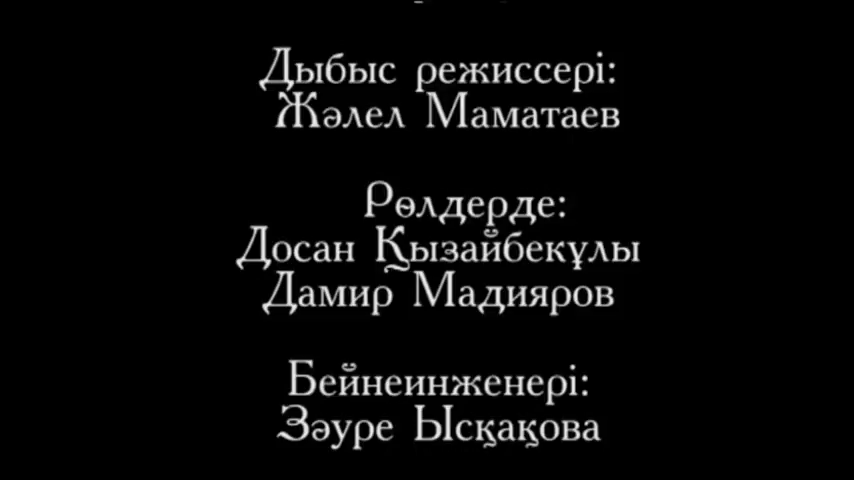 Дыбыс режиссері:
Жәлел Маматаев
Рөлдерде:
Досан Қызайбекұлы
Дамир Мадияров
Бейнеинженері:
Зәуре Ысқақова